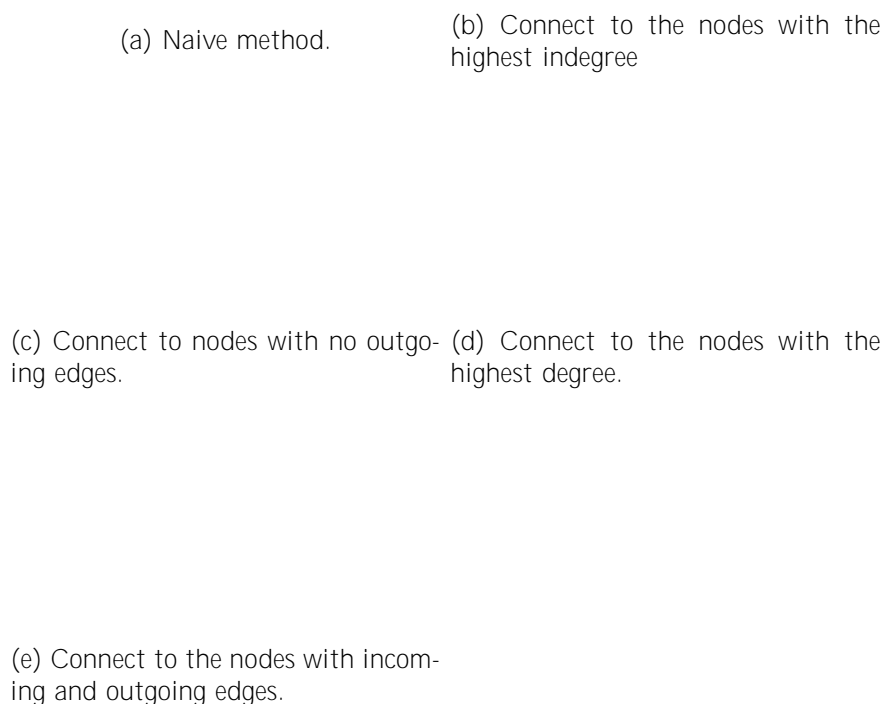 (a) Naive method.
(b) Connect to the nodes with the
highest indegree
(c) Connect to nodes with no outgo-
ing edges.
(d) Connect to the nodes with the
highest degree.
(e) Connect to the nodes with incom-
ing and outgoing edges.